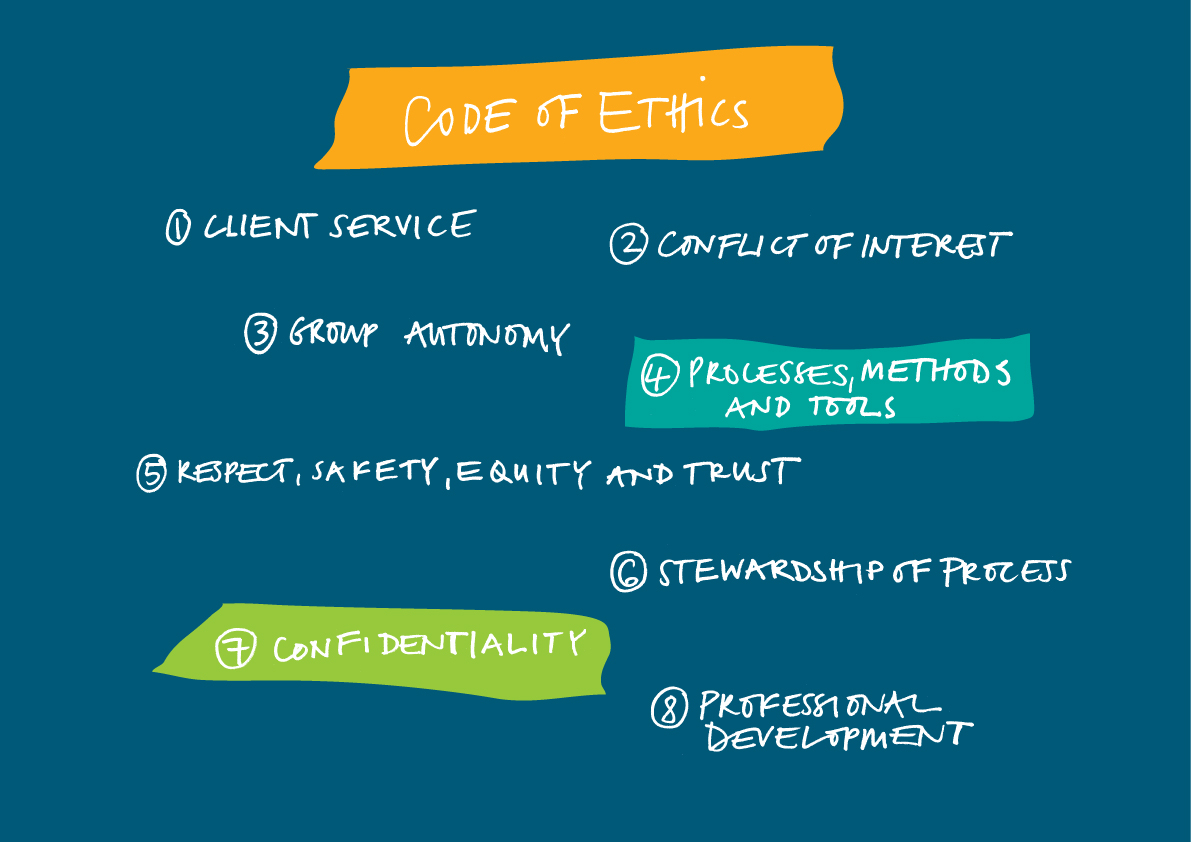 CODE OF ETHICS
① CLIENT SERVICE
② CONFLICT OF INTEREST
③ GROUP AUTONOMY
④ PROCESSES, METHODS
AND TOOLS
⑤ RESPECT, SAFETY, EQUITY AND TRUST
⑥ STEWARDSHIP OF PROCESS
⑦ CONFIDENTIALITY
⑧ PROFESSIONAL
DEVELOPMENT